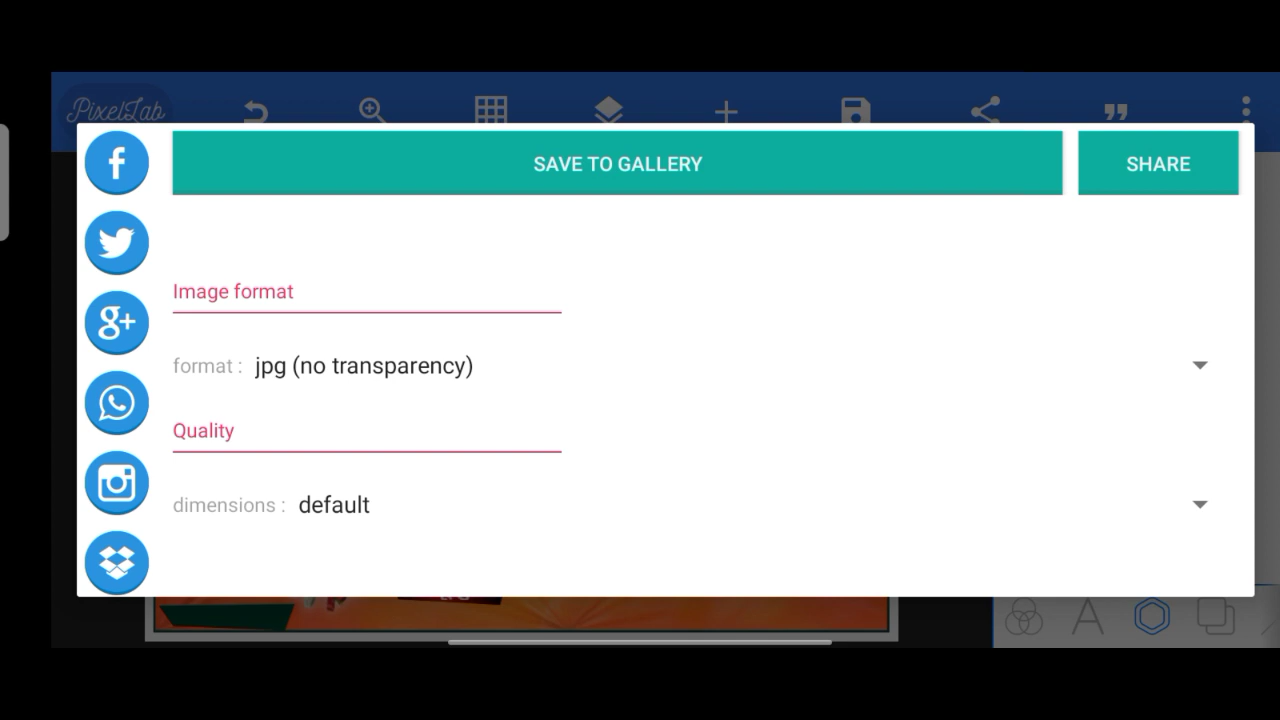 PixelLab
SAVE TO GALLERY
SHARE
Image format
format : jpg (no transparency)
Quality
dimensions : default